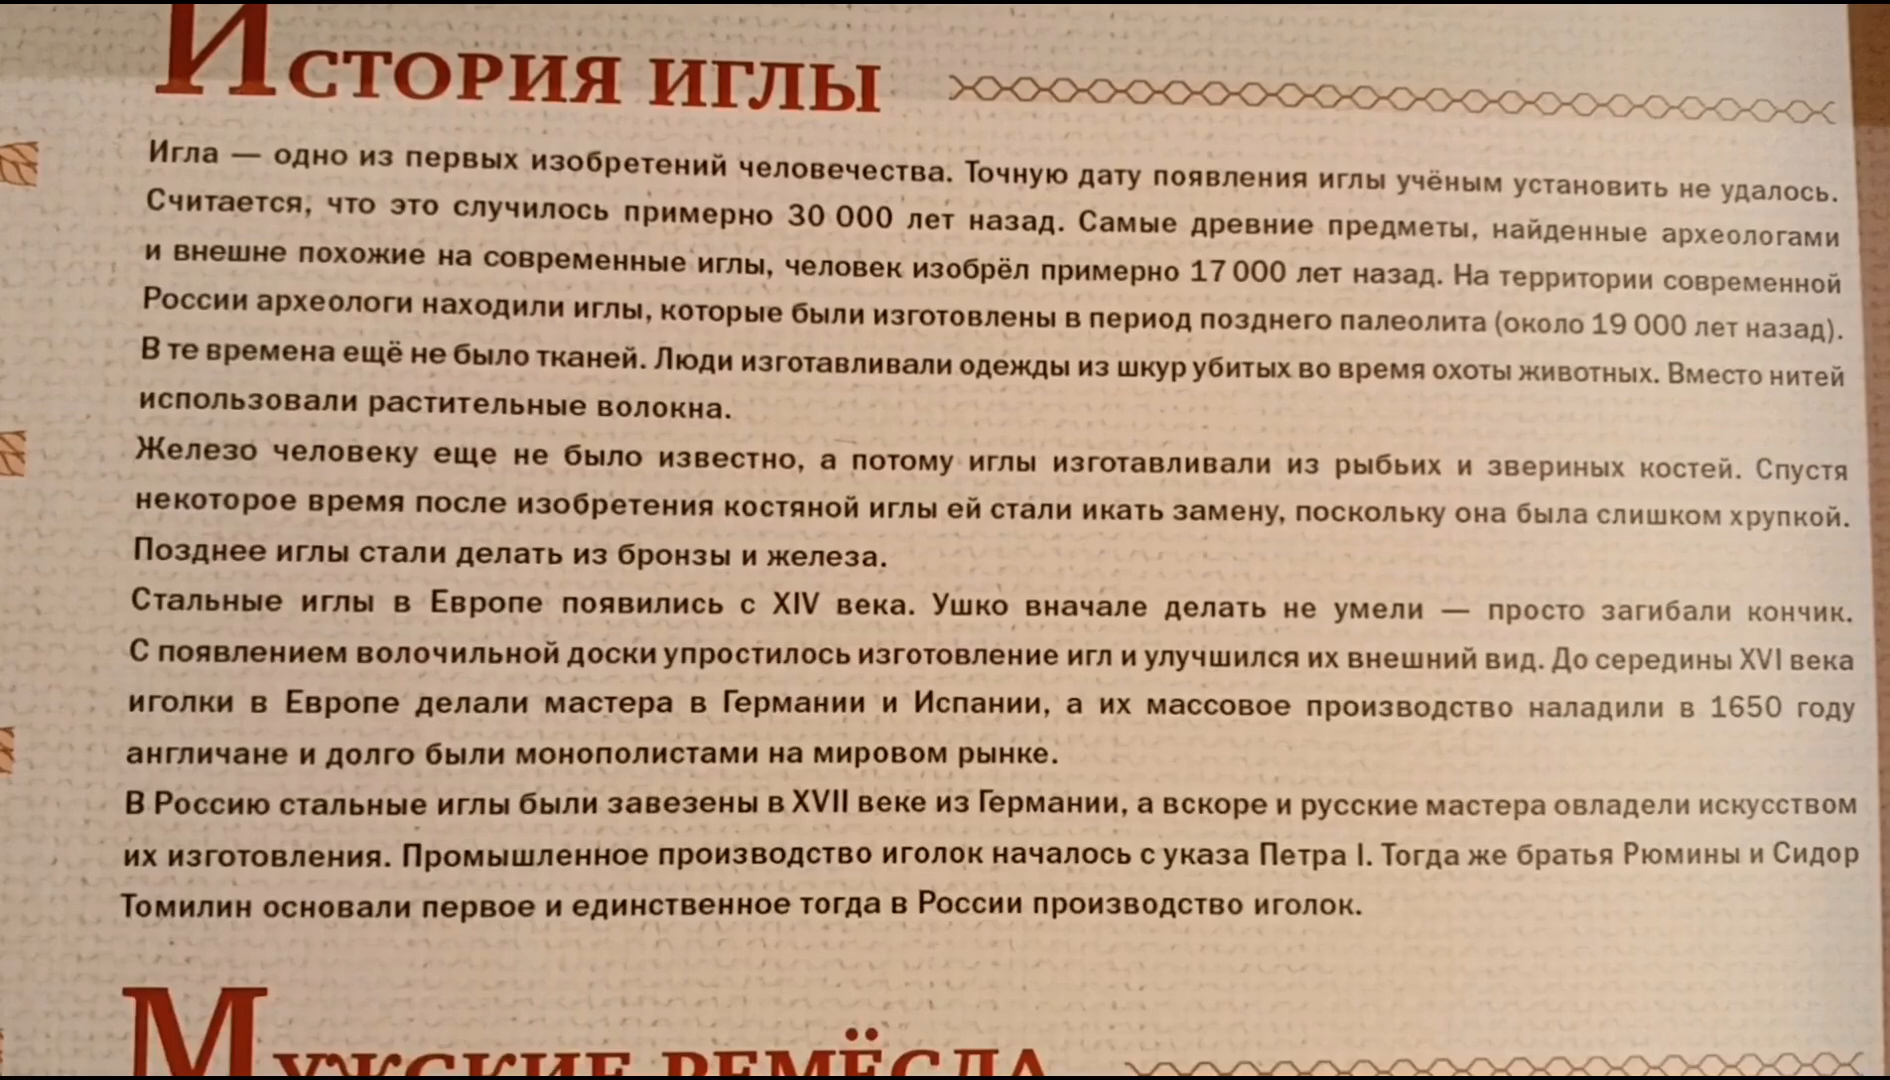 История иглы
Игла — одно из первых изобретений человечества. Точную дату появления иглы учёным установить не удалось.
Считается, что это случилось примерно 30 000 лет назад. Самые древние предметы, найденные археологами
и внешне похожие на современные иглы, человек изобрёл примерно 17 000 лет назад. На территории современной
России археологи находили иглы, которые были изготовлены в период позднего палеолита (около 19 000 лет назад).
В те времена ещё не было тканей. Люди изготавливали одежды из шкур убитых во время охоты животных. Вместо нитей
использовали растительные волокна.
Железо человеку еще не было известно, а потому иглы изготавливали из рыбьих и звериных костей. Спустя
некоторое время после изобретения костяной иглы ей стали икать замену, поскольку она была слишком хрупкой.
Позднее иглы стали делать из бронзы и железа.
Стальные иглы в Европе появились с XIV века. Ушко вначале делать не умели — просто загибали кончик.
С появлением волочильной доски упростилось изготовление игл и улучшился их внешний вид. До середины XVI века
иголки в Европе делали мастера в Германии и Испании, а их массовое производство наладили в 1650 году
англичане и долго были монополистами на мировом рынке.
В Россию стальные иглы были завезены в XVII веке из Германии, а вскоре и русские мастера овладели искусством
их изготовления. Промышленное производство иголок началось с указа Петра I. Тогда же братья Рюмины и Сидор
Томилин основали первое и единственное тогда в России производство иголок.
Мужские ремёсла